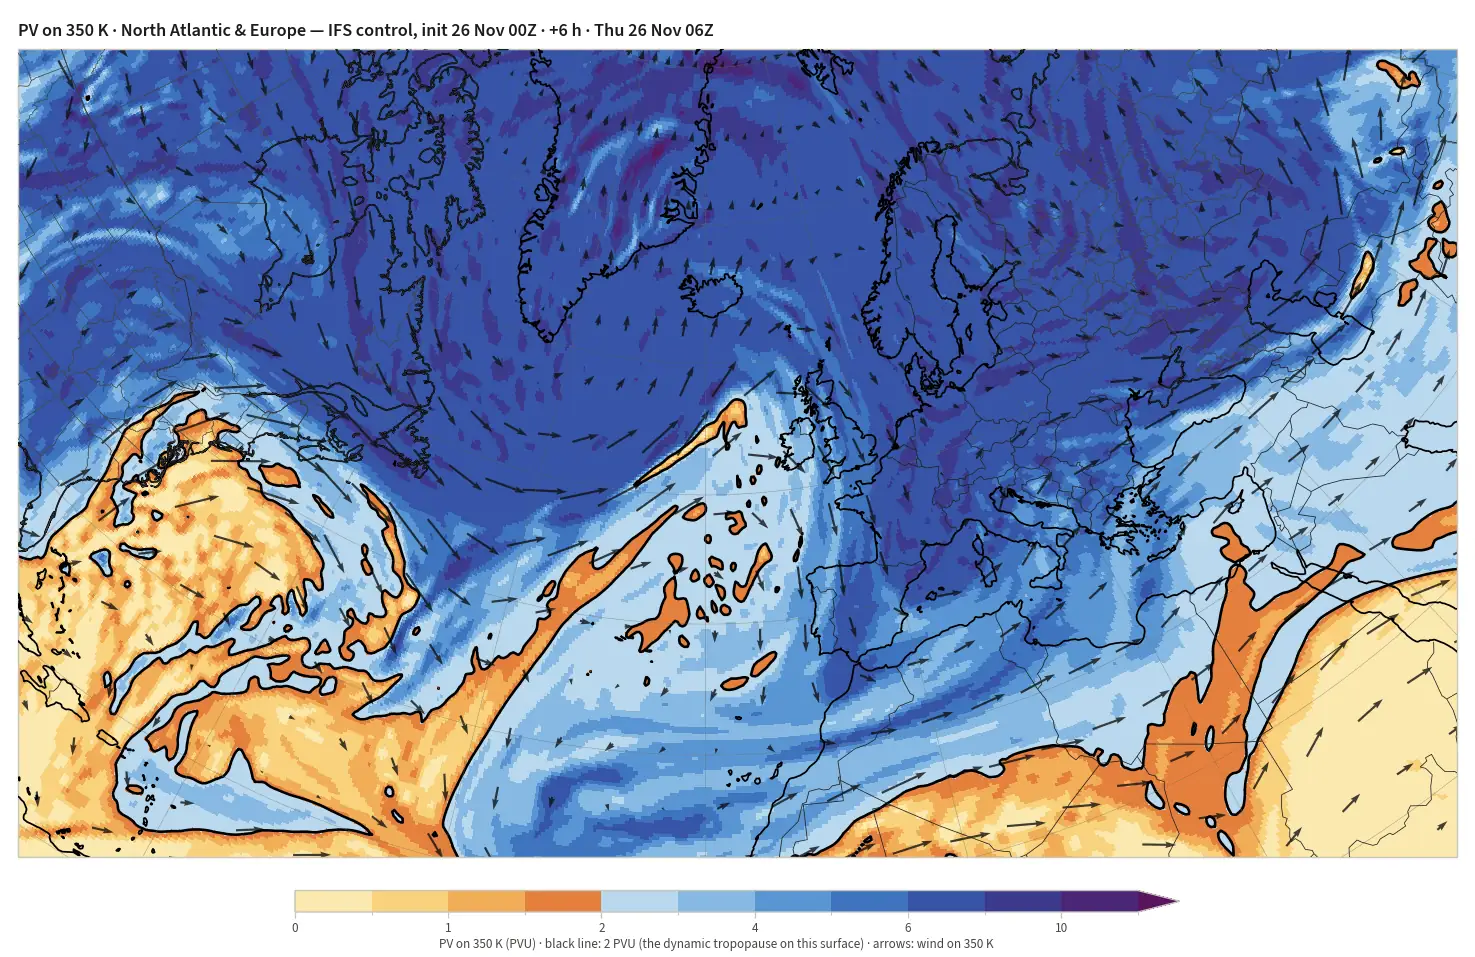 PV on 350 K · North Atlantic & Europe — IFS control, init 26 Nov 00Z · +6 h · Thu 26 Nov 06Z
0 1 2 4 6 10
PV on 350 K (PVU) · black line: 2 PVU (the dynamic tropopause on this surface) · arrows: wind on 350 K